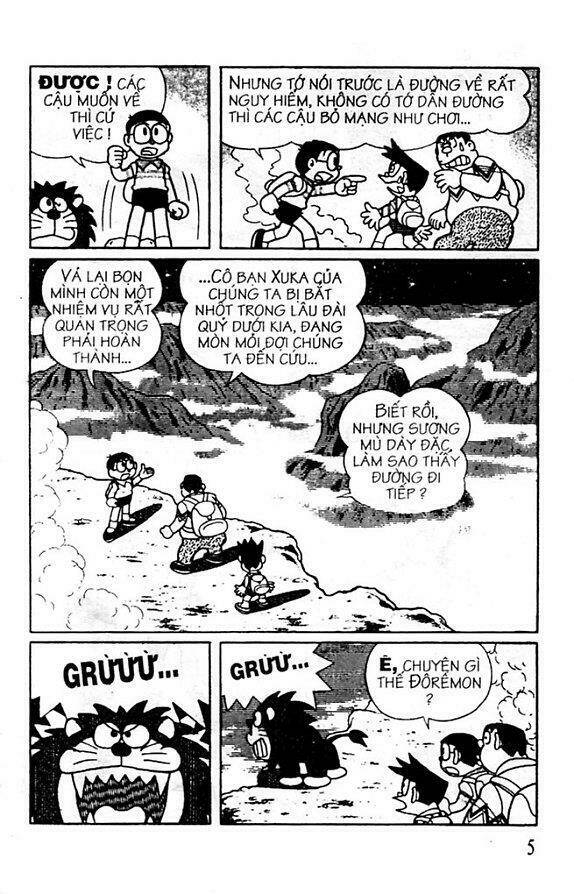 ĐƯỢC ! CÁC
CẬU MUỐN VỀ
THÌ CỨ
VIỆC !
NHƯNG TỚ NÓI TRƯỚC LÀ ĐƯỜNG VỀ RẤT
NGUY HIỂM, KHÔNG CÓ TỚ DẪN ĐƯỜNG
THÌ CÁC CẬU BỎ MẠNG NHƯ CHƠI...
VẢ LẠI BỌN
MÌNH CÒN MỘT
NHIỆM VỤ RẤT
QUAN TRỌNG
PHẢI HOÀN
THÀNH...
...CÔ BẠN XUKA CỦA
CHÚNG TA BỊ BẮT
NHỐT TRONG LÂU ĐÀI
QUỶ DƯỚI KIA, ĐANG
MÒN MỎI ĐỢI CHÚNG
TA ĐẾN CỨU...
BIẾT RỒI,
NHƯNG SƯƠNG
MÙ DÀY ĐẶC,
LÀM SAO THẤY
ĐƯỜNG ĐI
TIẾP ?
GRỪỪỪ...
GRỪỪ...
Ê, CHUYỆN GÌ
THẾ ĐÔRÊMON
?
5